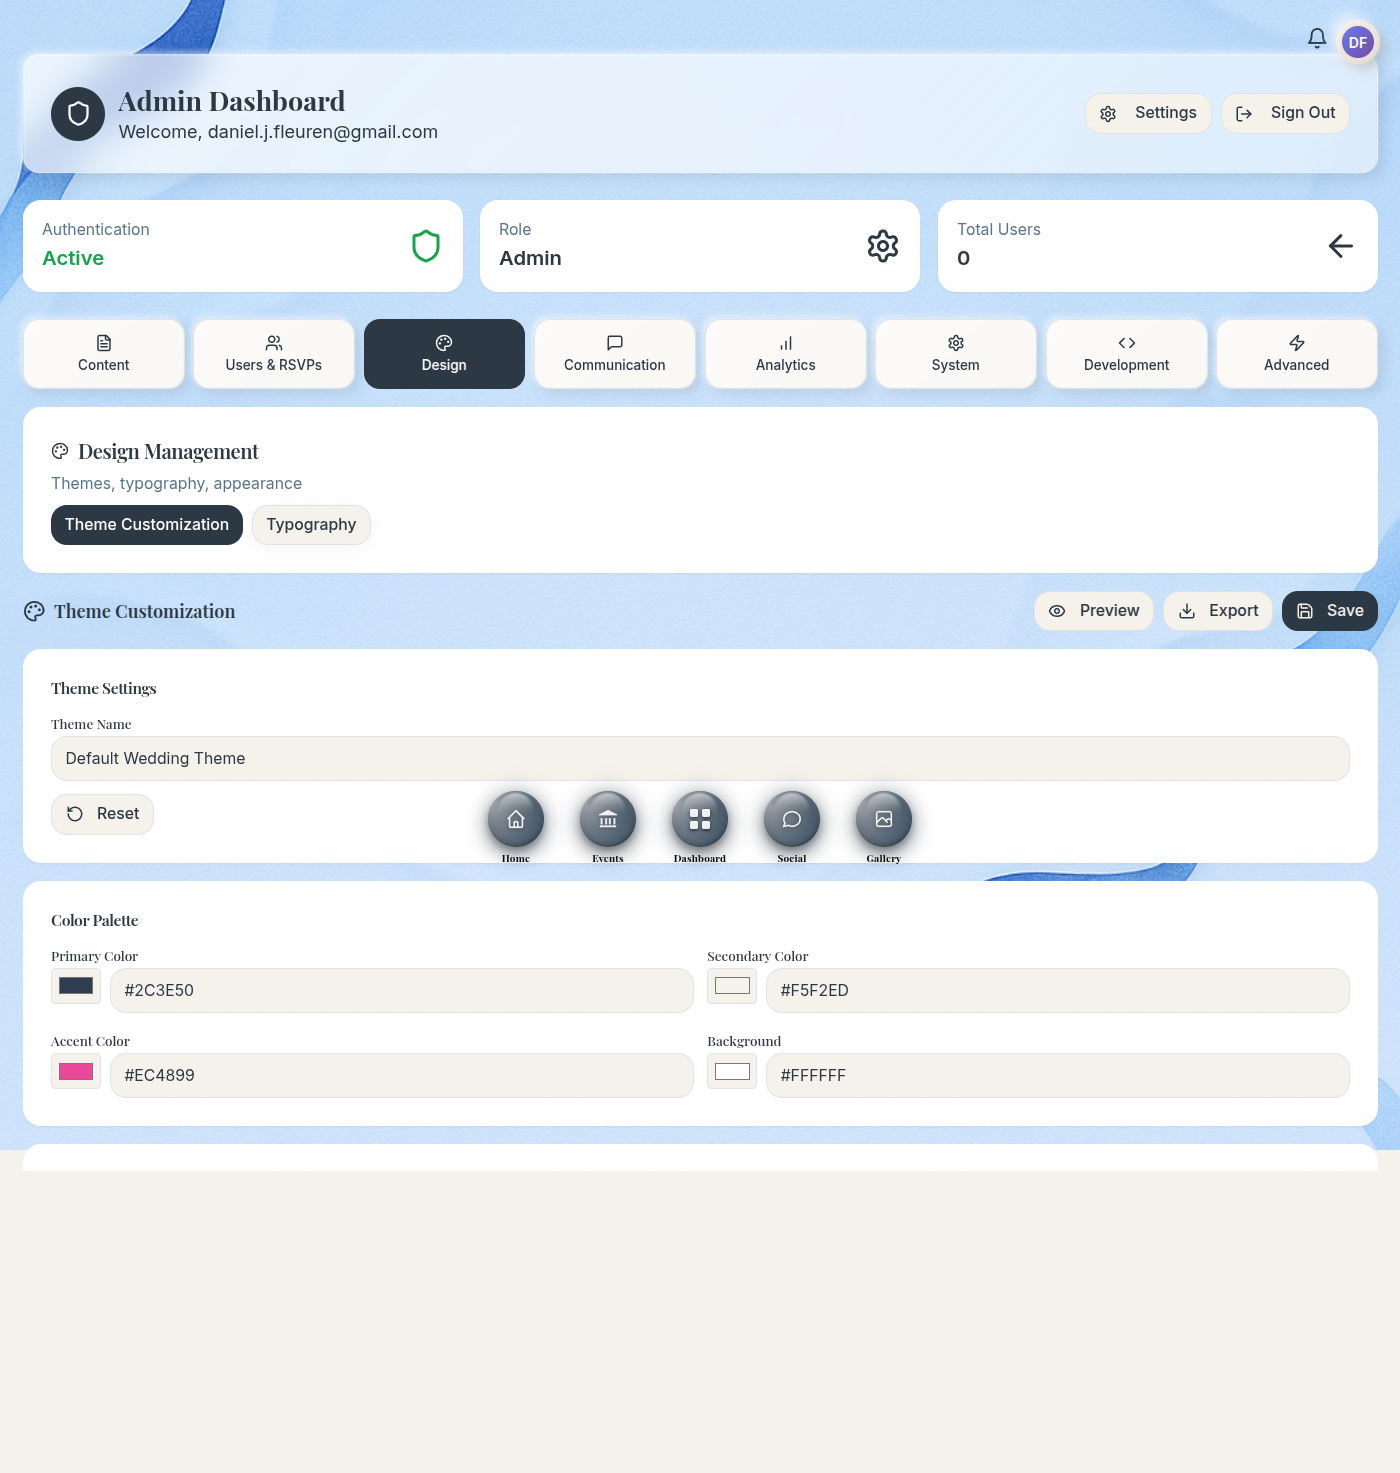 DF
Admin Dashboard
Welcome, daniel.j.fleuren@gmail.com
Settings
Sign Out
Authentication
Active
Role
Admin
Total Users
0
Content
Users & RSVPs
Design
Communication
Analytics
System
Development
Advanced
Design Management
Themes, typography, appearance
Theme Customization
Typography
Theme Customization
Preview
Export
Save
Theme Settings
Theme Name
Default Wedding Theme
Reset
Home
Events
Dashboard
Social
Gallery
Color Palette
Primary Color
Secondary Color
#2C3E50
#F5F2ED
Accent Color
Background
#EC4899
#FFFFFF